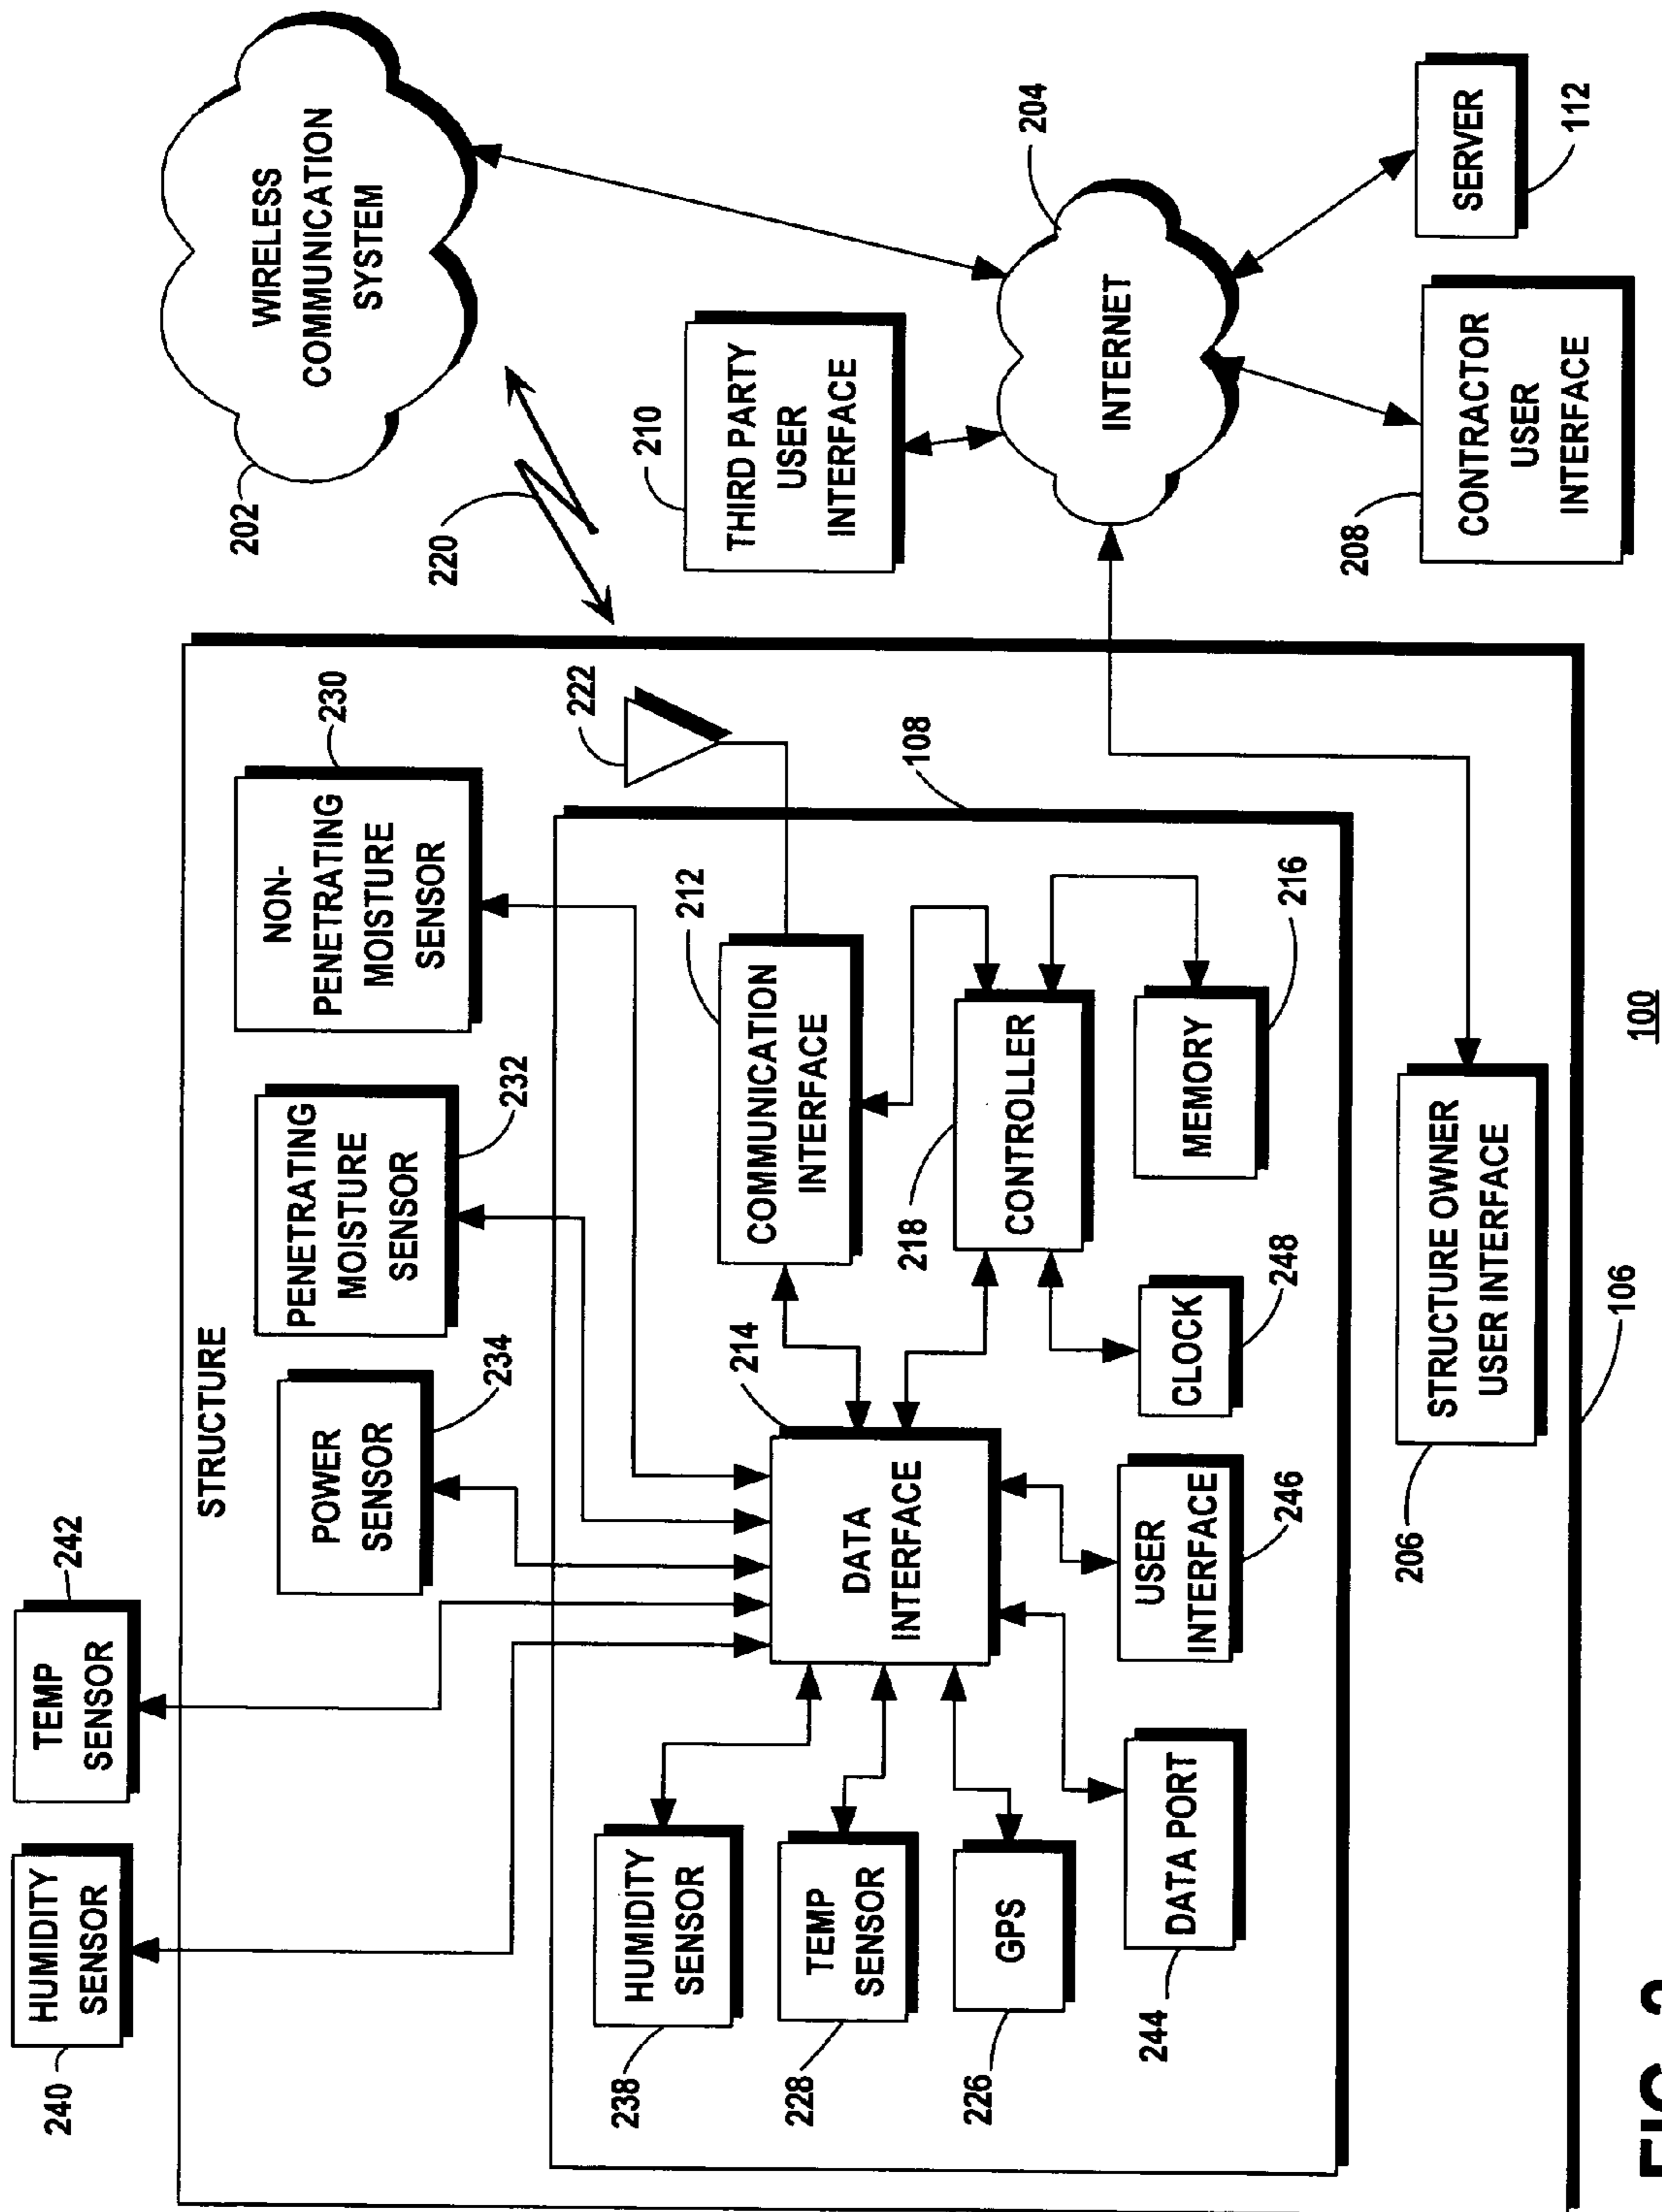 240
HUMIDITY
SENSOR
TEMP
SENSOR
242
STRUCTURE
POWER
SENSOR
234
PENETRATING
MOISTURE
SENSOR
232
NON-
PENETRATING
MOISTURE
SENSOR
230
222
202
WIRELESS
COMMUNICATION
SYSTEM
220
210
THIRD PARTY
USER
INTERFACE
204
INTERNET
SERVER
112
208
CONTRACTOR
USER
INTERFACE
108
238
HUMIDITY
SENSOR
228
TEMP
SENSOR
226
GPS
244
DATA PORT
214
DATA
INTERFACE
USER
INTERFACE
246
212
COMMUNICATION
INTERFACE
218
CONTROLLER
CLOCK
248
MEMORY
216
206
STRUCTURE OWNER
USER INTERFACE
106
100
FIG. 2